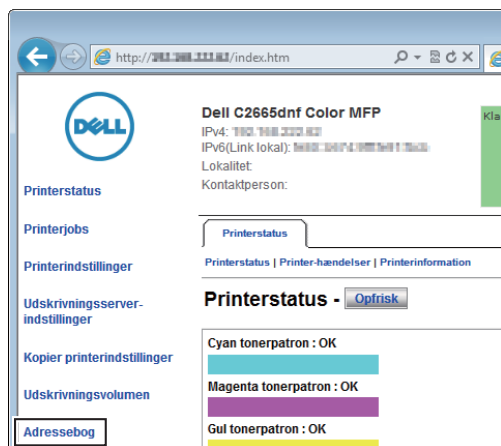 http:// /index.htm
DELL
Dell C2665dnf Color MFP
IPv4:
IPv6(Link lokal):
Lokalitet:
Kontaktperson:
Kla
Printerstatus
Printerjobs
Printerindstillinger
Udskrivningsserver-
indstillinger
Kopier printerindstillinger
Udskrivningsvolumen
Adressebog
Printerstatus
Printerstatus | Printer-hændelser | Printerinformation
Printerstatus - Opfrisk
Cyan tonerpatron : OK
Magenta tonerpatron : OK
Gul tonerpatron : OK